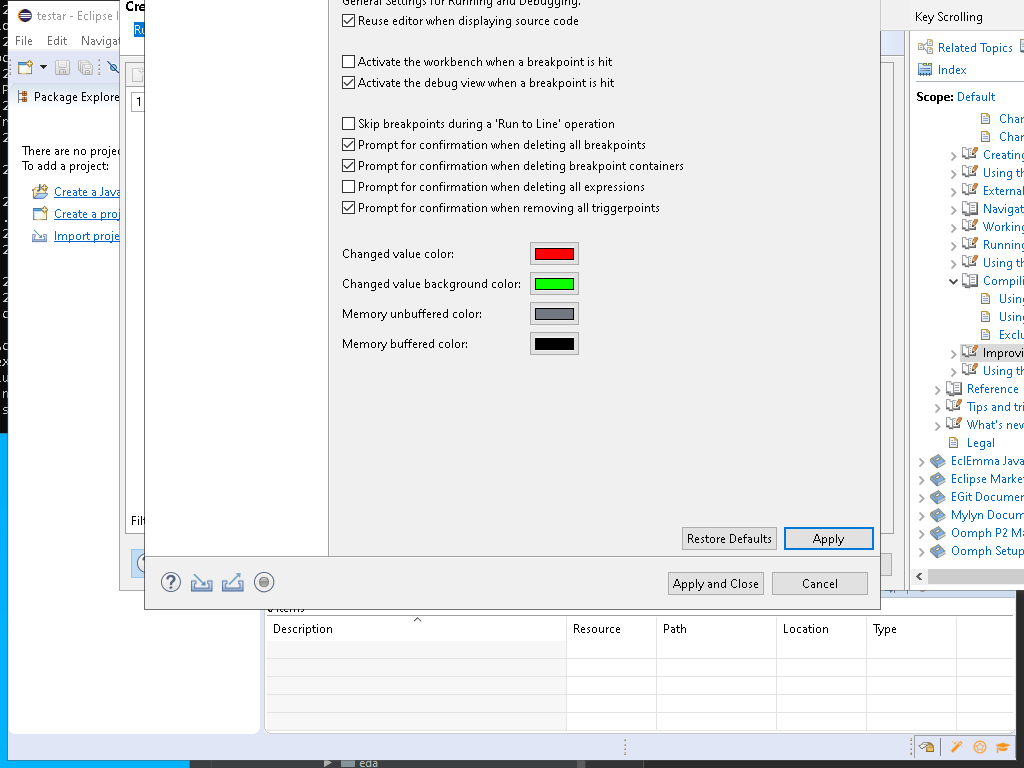 testar - Eclipse I
File Edit Navigat
Package Explore
There are no projec
To add a project:
Create a Java
Create a proj
Import proje
Cre
Ru
1
Filt
General Settings for Running and Debugging.
Reuse editor when displaying source code
Activate the workbench when a breakpoint is hit
Activate the debug view when a breakpoint is hit
Skip breakpoints during a 'Run to Line' operation
Prompt for confirmation when deleting all breakpoints
Prompt for confirmation when deleting breakpoint containers
Prompt for confirmation when deleting all expressions
Prompt for confirmation when removing all triggerpoints
Changed value color:
Changed value background color:
Memory unbuffered color:
Memory buffered color:
Restore Defaults
Apply
Apply and Close
Cancel
Key Scrolling
Related Topics
Index
Scope: Default
Chan
Chan
Creating
Using th
External
Navigat
Working
Running
Using th
Compili
Using
Using
Exclu
Improvi
Using th
Reference
Tips and tri
What's new
Legal
EclEmma Java
Eclipse Marke
EGit Documen
Mylyn Docum
Oomph P2 Ma
Oomph Setup
0 items
Description Resource Path Location Type
eda